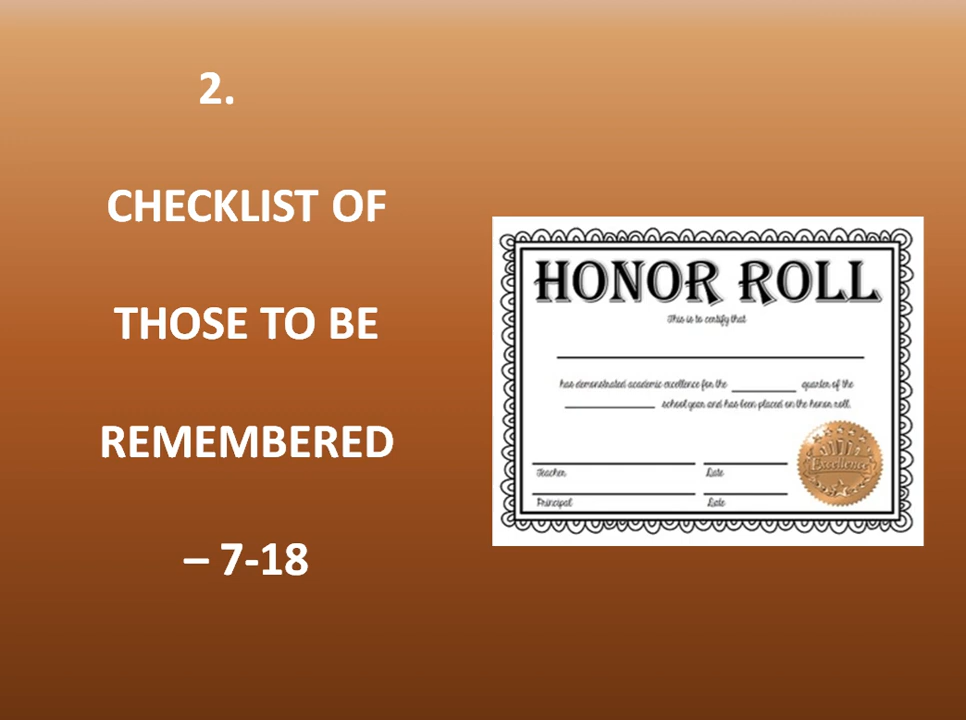 2.
CHECKLIST OF
THOSE TO BE
REMEMBERED
– 7-18
HONOR ROLL
This is to certify that
has demonstrated academic excellence for the __________ quarter of the
__________ school year and has been placed on the honor roll.
Teacher Date
Excellence
Principal Date